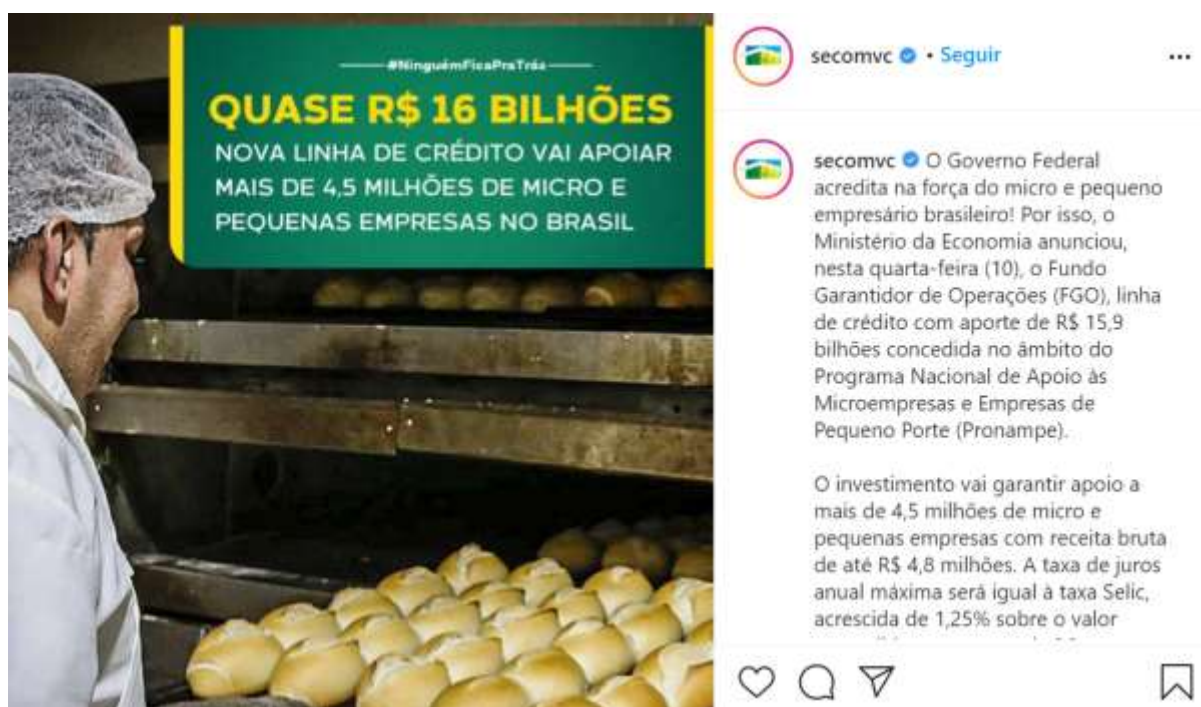 #NinguémFicaPraTrás
QUASE R$ 16 BILHÕES
NOVA LINHA DE CRÉDITO VAI APOIAR
MAIS DE 4,5 MILHÕES DE MICRO E
PEQUENAS EMPRESAS NO BRASIL
secomvc • Seguir
secomvc O Governo Federal
acredita na força do micro e pequeno
empresário brasileiro! Por isso, o
Ministério da Economia anunciou,
nesta quarta-feira (10), o Fundo
Garantidor de Operações (FGO), linha
de crédito com aporte de R$ 15,9
bilhões concedida no âmbito do
Programa Nacional de Apoio às
Microempresas e Empresas de
Pequeno Porte (Pronampe).
O investimento vai garantir apoio a
mais de 4,5 milhões de micro e
pequenas empresas com receita bruta
de até R$ 4,8 milhões. A taxa de juros
anual máxima será igual à taxa Selic,
acrescida de 1,25% sobre o valor